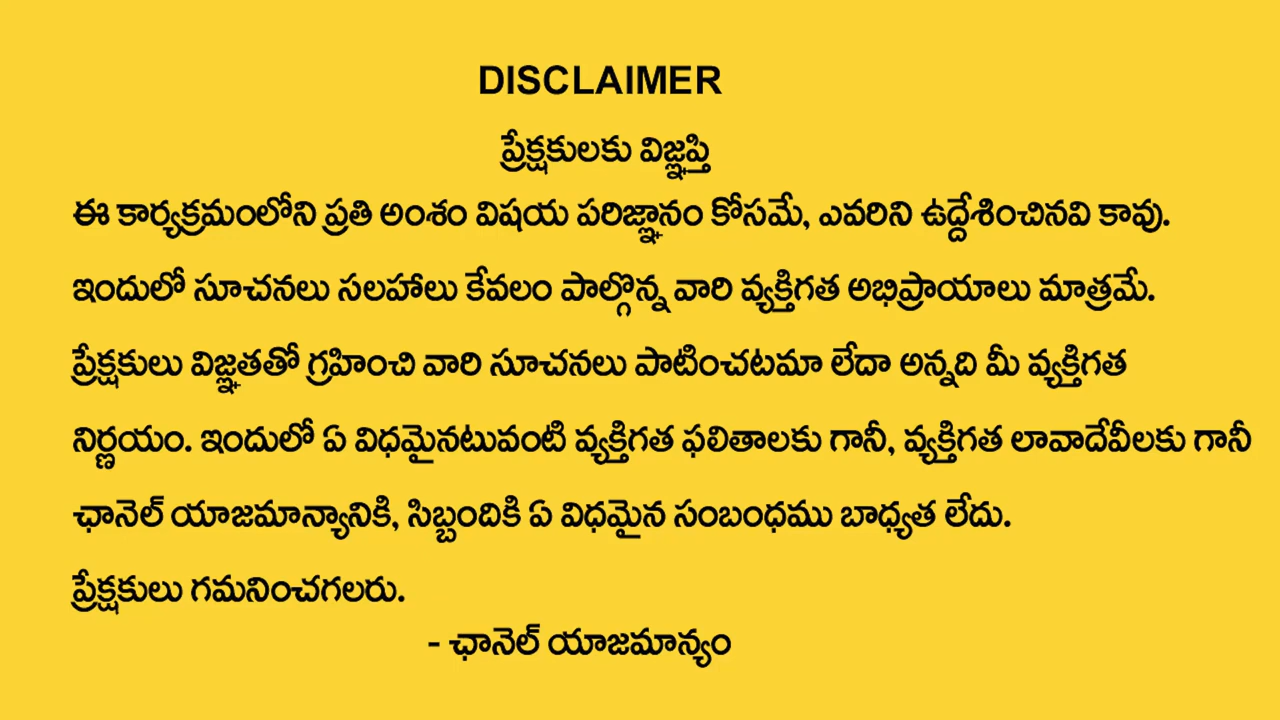 DISCLAIMER
ప్రేక్షకులకు విజ్ఞప్తి
ఈ కార్యక్రమంలోని ప్రతి అంశం విషయ పరిజ్ఞానం కోసమే, ఎవరిని ఉద్దేశించినవి కావు.
ఇందులో సూచనలు సలహాలు కేవలం పాల్గొన్న వారి వ్యక్తిగత అభిప్రాయాలు మాత్రమే.
ప్రేక్షకులు విజ్ఞతతో గ్రహించి వారి సూచనలు పాటించటమా లేదా అన్నది మీ వ్యక్తిగత
నిర్ణయం. ఇందులో ఏ విధమైనటువంటి వ్యక్తిగత ఫలితాలకు గానీ, వ్యక్తిగత లావాదేవీలకు గానీ
ఛానెల్ యాజమాన్యానికి, సిబ్బందికి ఏ విధమైన సంబంధము బాధ్యత లేదు.
ప్రేక్షకులు గమనించగలరు.
- ఛానెల్ యాజమాన్యం